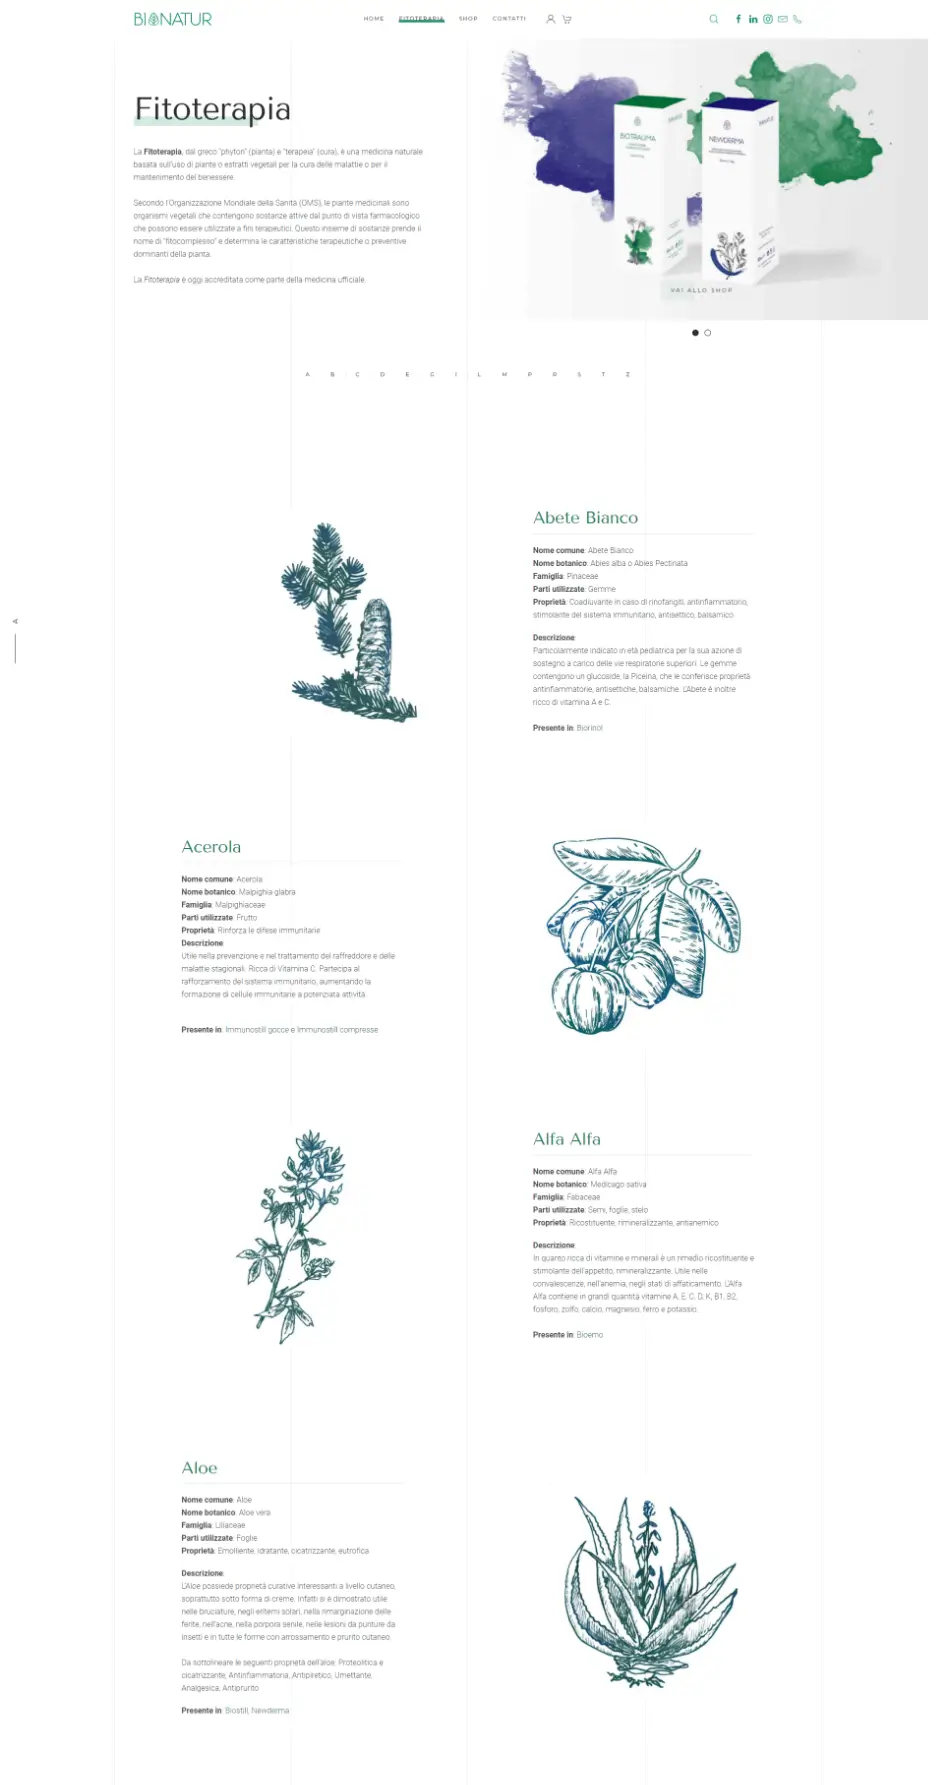 BIONATUR
HOME FITOTERAPIA SHOP CONTATTI
Fitoterapia
La Fitoterapia, dal greco "phyton" (pianta) e "terapeia" (cura), è una medicina naturale
basata sull'uso di piante o estratti vegetali per la cura delle malattie o per il
mantenimento del benessere.
Secondo l'Organizzazione Mondiale della Sanità (OMS), le piante medicinali sono
organismi vegetali che contengono sostanze attive dal punto di vista farmacologico
che possono essere utilizzate a fini terapeutici. Questo insieme di sostanze prende il
nome di "fitocomplesso" e determina le caratteristiche terapeutiche o preventive
dominanti della pianta.
La Fitoterapia è oggi accreditata come parte della medicina ufficiale.
BIOTRAUMA
NEWDERMA
VAI ALLO SHOP
A B C D E G I L M P R S T Z
A
Abete Bianco
Nome comune: Abete Bianco
Nome botanico: Abies alba o Abies Pectinata
Famiglia: Pinaceae
Parti utilizzate: Gemme
Proprietà: Coadiuvante in caso di rinofaringiti, antinfiammatorio,
stimolante del sistema immunitario, antisettico, balsamico.
Descrizione:
Particolarmente indicato in età pediatrica per la sua azione di
sostegno a carico delle vie respiratorie superiori. Le gemme
contengono un glucoside, la Piceina, che le conferisce proprietà
antinfiammatorie, antisettiche, balsamiche. L'Abete è inoltre
ricco di vitamina A e C.
Presente in: Biorinol
Acerola
Nome comune: Acerola
Nome botanico: Malpighia glabra
Famiglia: Malpighiaceae
Parti utilizzate: Frutto
Proprietà: Rinforza le difese immunitarie
Descrizione:
Utile nella prevenzione e nel trattamento del raffreddore e delle
malattie stagionali. Ricca di Vitamina C. Partecipa al
rafforzamento del sistema immunitario, aumentando la
formazione di cellule immunitarie a potenziata attività.
Presente in: Immunostill gocce e Immunostill compresse
Alfa Alfa
Nome comune: Alfa Alfa
Nome botanico: Medicago sativa
Famiglia: Fabaceae
Parti utilizzate: Semi, foglie, stelo
Proprietà: Ricostituente, rimineralizzante, antianemico
Descrizione:
In quanto ricca di vitamine e minerali è un rimedio ricostituente e
stimolante dell'appetito, rimineralizzante. Utile nelle
convalescenze, nell'anemia, negli stati di affaticamento. L'Alfa
Alfa contiene in grandi quantità vitamine A, E, C, D, K, B1, B2,
fosforo, zolfo, calcio, magnesio, ferro e potassio.
Presente in: Bioemo
Aloe
Nome comune: Aloe
Nome botanico: Aloe vera
Famiglia: Liliaceae
Parti utilizzate: Foglie
Proprietà: Emolliente, idratante, cicatrizzante, eutrofica
Descrizione:
L'Aloe possiede proprietà curative interessanti a livello cutaneo,
soprattutto sotto forma di creme. Infatti si è dimostrato utile
nelle bruciature, negli eritemi solari, nella rimarginazione delle
ferite, nell'acne, nella porpora senile, nelle lesioni da punture da
insetti e in tutte le forme con arrossamento e prurito cutaneo.
Da sottolineare le seguenti proprietà dell'aloe: Proteolitica e
cicatrizzante, Antinfiammatoria, Antipiretico, Umettante,
Analgesica, Antiprurito
Presente in: Biostill, Newderma